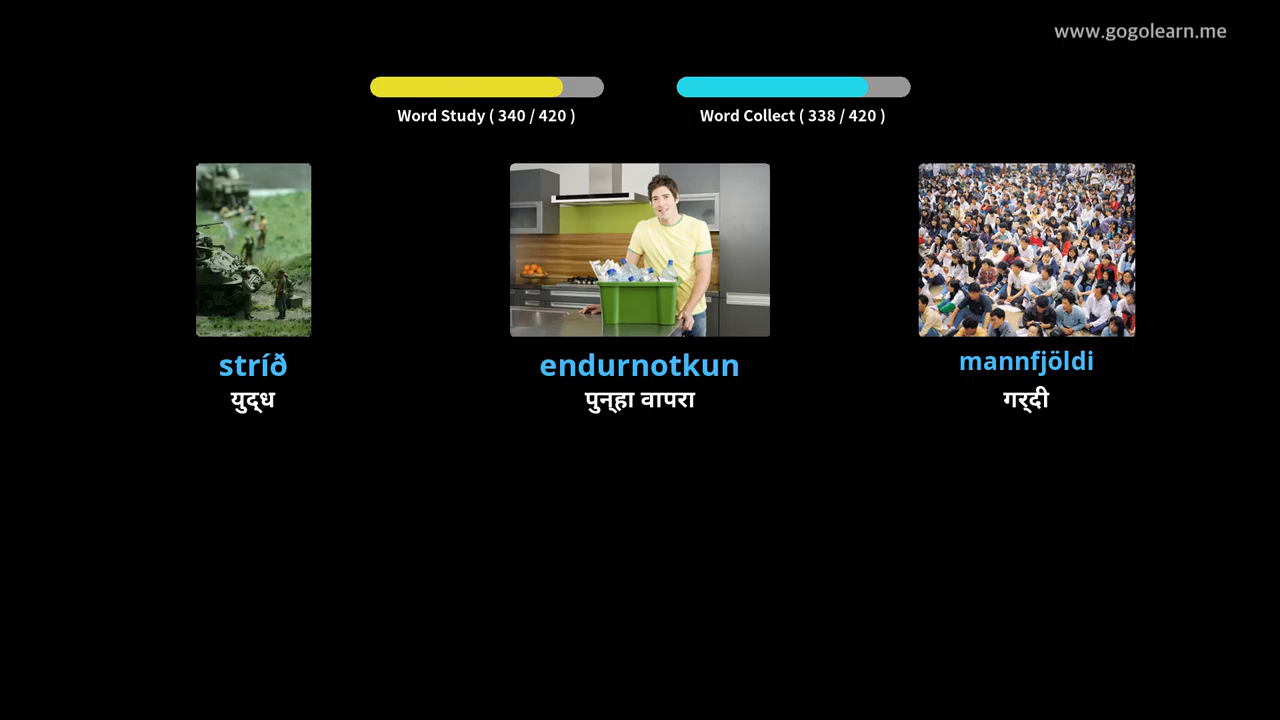 www.gogolearn.me
Word Study ( 340 / 420 )
Word Collect ( 338 / 420 )
stríð
endurnotkun
mannfjöldi
युद्ध
पुन्हा वापरा
गर्दी